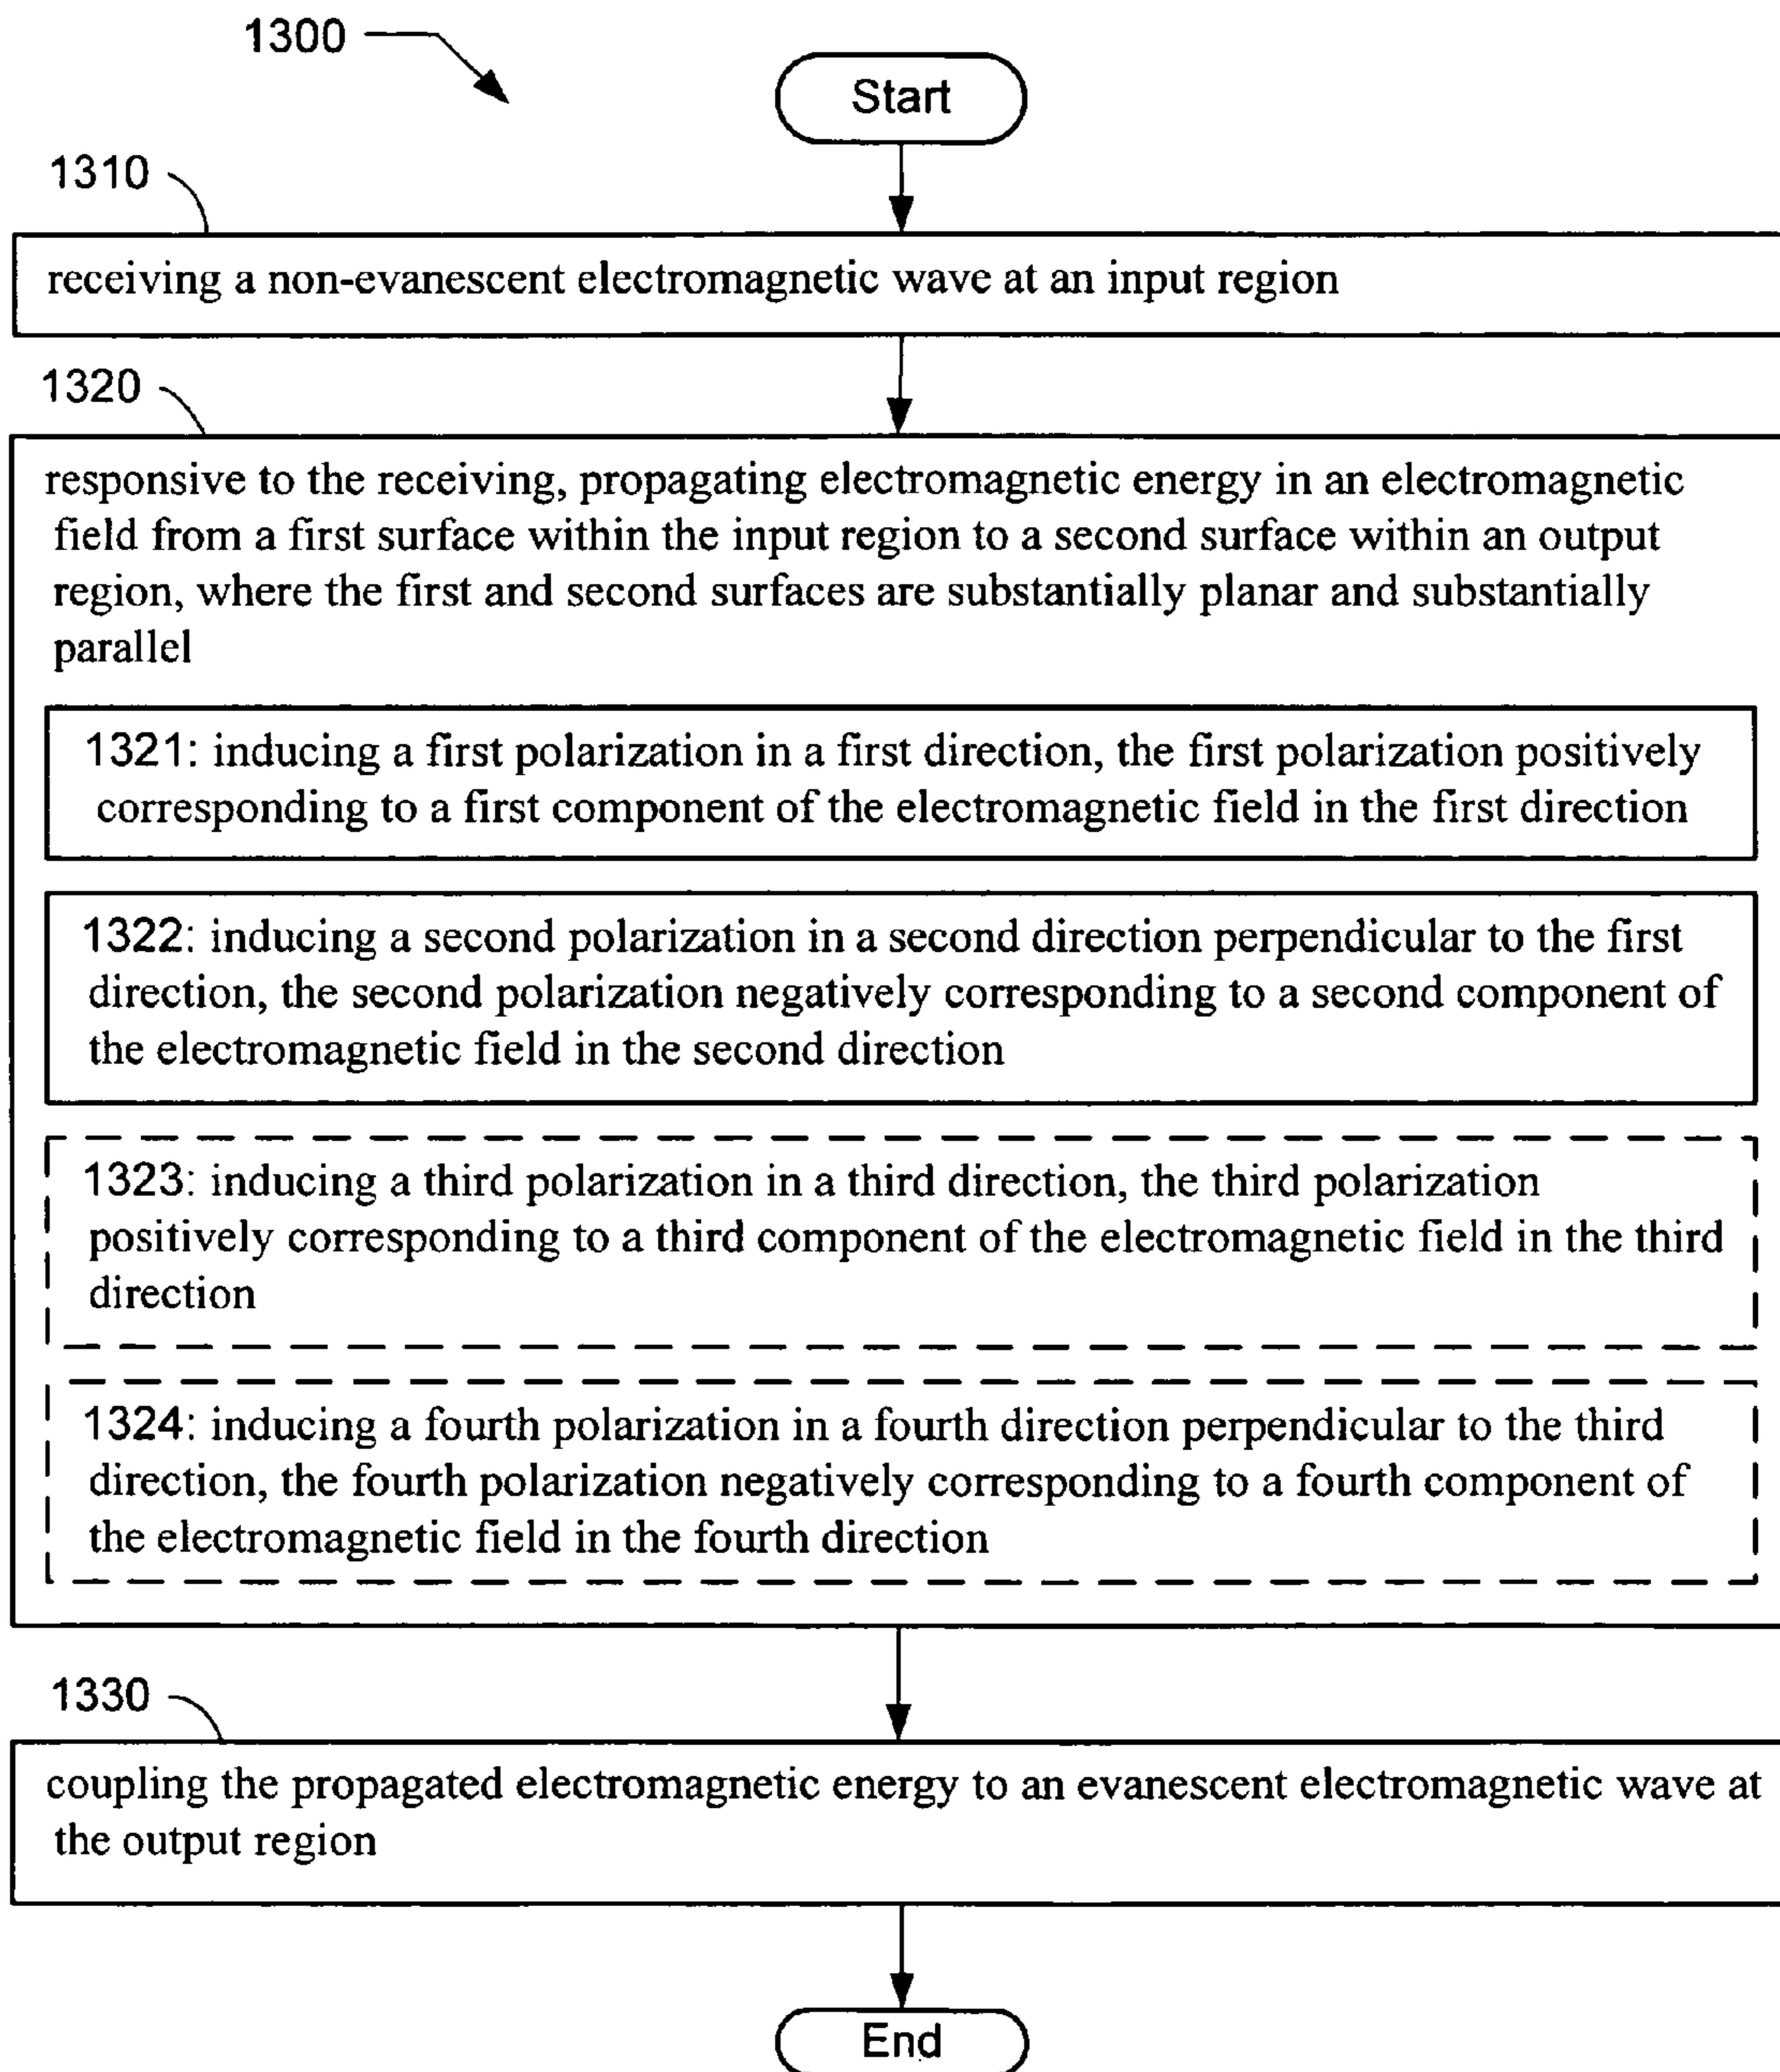 1300
Start
1310
receiving a non-evanescent electromagnetic wave at an input region
1320
responsive to the receiving, propagating electromagnetic energy in an electromagnetic
field from a first surface within the input region to a second surface within an output
region, where the first and second surfaces are substantially planar and substantially
parallel
1321: inducing a first polarization in a first direction, the first polarization positively
corresponding to a first component of the electromagnetic field in the first direction
1322: inducing a second polarization in a second direction perpendicular to the first
direction, the second polarization negatively corresponding to a second component of
the electromagnetic field in the second direction
1323: inducing a third polarization in a third direction, the third polarization
positively corresponding to a third component of the electromagnetic field in the third
direction
1324: inducing a fourth polarization in a fourth direction perpendicular to the third
direction, the fourth polarization negatively corresponding to a fourth component of
the electromagnetic field in the fourth direction
1330
coupling the propagated electromagnetic energy to an evanescent electromagnetic wave at
the output region
End